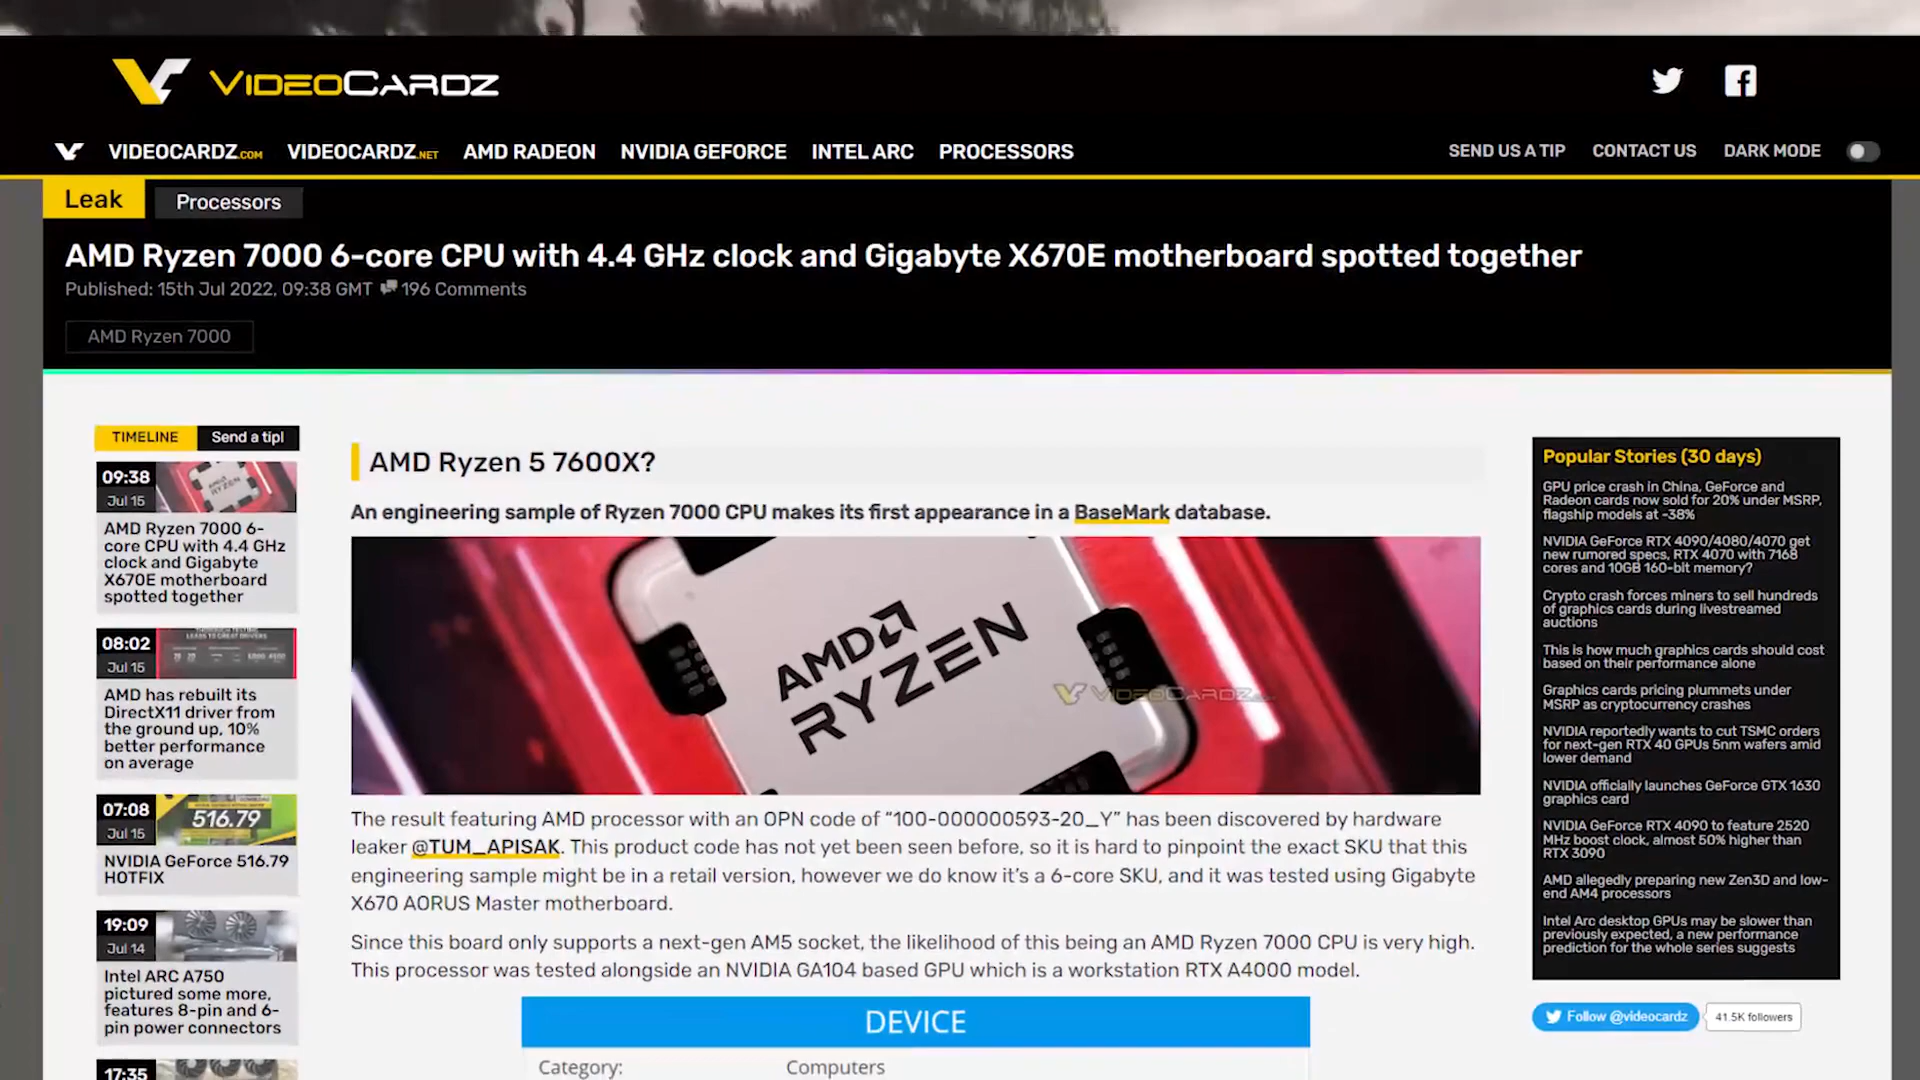 VIDEOCARDZ
VIDEOCARDZ.COM VIDEOCARDZ.NET AMD RADEON NVIDIA GEFORCE INTEL ARC PROCESSORS SEND US A TIP CONTACT US DARK MODE
Leak Processors
AMD Ryzen 7000 6-core CPU with 4.4 GHz clock and Gigabyte X670E motherboard spotted together
Published: 15th Jul 2022, 09:38 GMT 196 Comments
AMD Ryzen 7000
TIMELINE Send a tip!
09:38
Jul 15
AMD RYZEN
AMD Ryzen 7000 6-
core CPU with 4.4 GHz
clock and Gigabyte
X670E motherboard
spotted together
08:02
Jul 15
AMD has rebuilt its
DirectX11 driver from
the ground up, 10%
better performance
on average
07:08
Jul 15
516.79
NVIDIA GeForce 516.79
HOTFIX
19:09
Jul 14
Intel ARC A750
pictured some more,
features 8-pin and 6-
pin power connectors
17:35
AMD Ryzen 5 7600X?
An engineering sample of Ryzen 7000 CPU makes its first appearance in a BaseMark database.
AMD
RYZEN
VIDEOCARDZ
The result featuring AMD processor with an OPN code of “100-000000593-20_Y” has been discovered by hardware
leaker @TUM_APISAK. This product code has not yet been seen before, so it is hard to pinpoint the exact SKU that this
engineering sample might be in a retail version, however we do know it’s a 6-core SKU, and it was tested using Gigabyte
X670 AORUS Master motherboard.
Since this board only supports a next-gen AM5 socket, the likelihood of this being an AMD Ryzen 7000 CPU is very high.
This processor was tested alongside an NVIDIA GA104 based GPU which is a workstation RTX A4000 model.
DEVICE
Category: Computers
Popular Stories (30 days)
GPU price crash in China, GeForce and
Radeon cards now sold for 20% under MSRP,
flagship models at -38%
NVIDIA GeForce RTX 4090/4080/4070 get
new rumored specs, RTX 4070 with 7168
cores and 10GB 160-bit memory?
Crypto crash forces miners to sell hundreds
of graphics cards during livestreamed
auctions
This is how much graphics cards should cost
based on their performance alone
Graphics cards pricing plummets under
MSRP as cryptocurrency crashes
NVIDIA reportedly wants to cut TSMC orders
for next-gen RTX 40 GPUs 5nm wafers amid
lower demand
NVIDIA officially launches GeForce GTX 1630
graphics card
NVIDIA GeForce RTX 4090 to feature 2520
MHz boost clock, almost 50% higher than
RTX 3090
AMD allegedly preparing new Zen3D and low-
end AM4 processors
Intel Arc desktop GPUs may be slower than
previously expected, a new performance
prediction for the whole series suggests
Follow @videocardz 41.5K followers